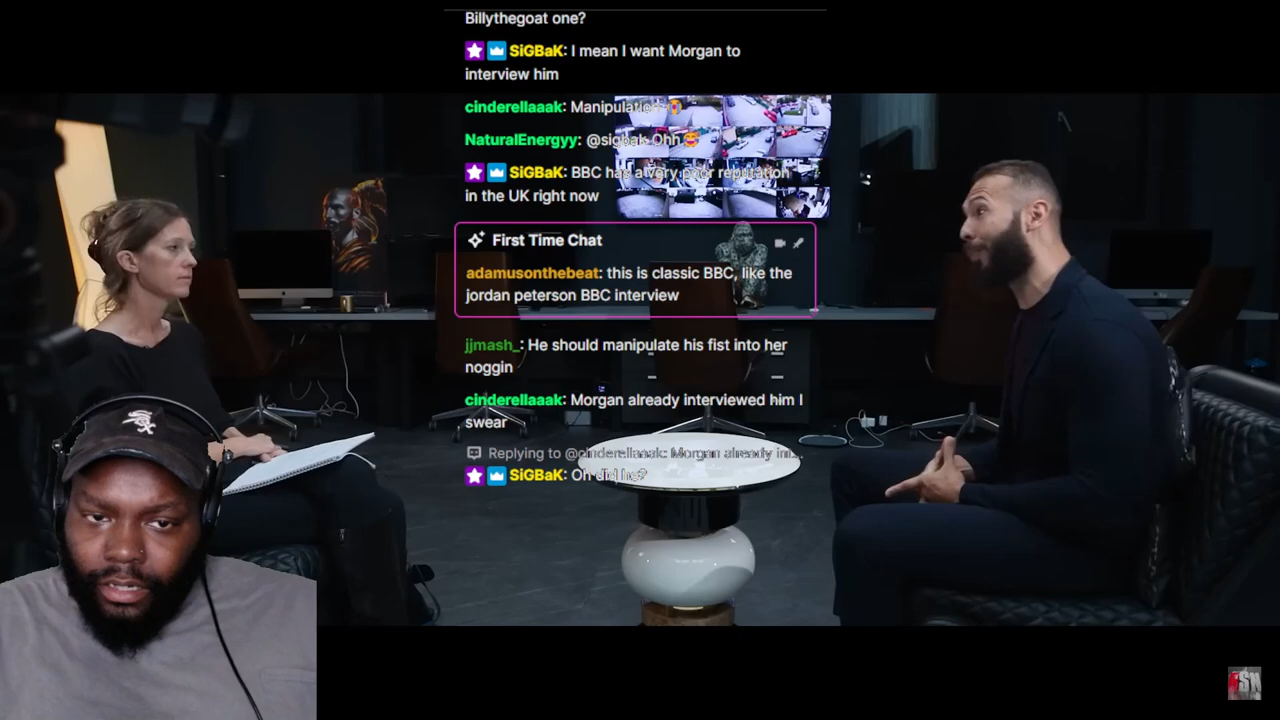 Billythegoat one?
SiGBaK: I mean I want Morgan to
interview him
cinderellaaak: Manipulation
NaturalEnergyy: @sigbak Ohh
SiGBaK: BBC has a very poor reputation
in the UK right now
First Time Chat
adamusonthebeat: this is classic BBC, like the
jordan peterson BBC interview
jjmash_: He should manipulate his fist into her
noggin
cinderellaaak: Morgan already interviewed him I
swear
Replying to @cinderellaaak: Morgan already in...
SiGBaK: Oh did he?